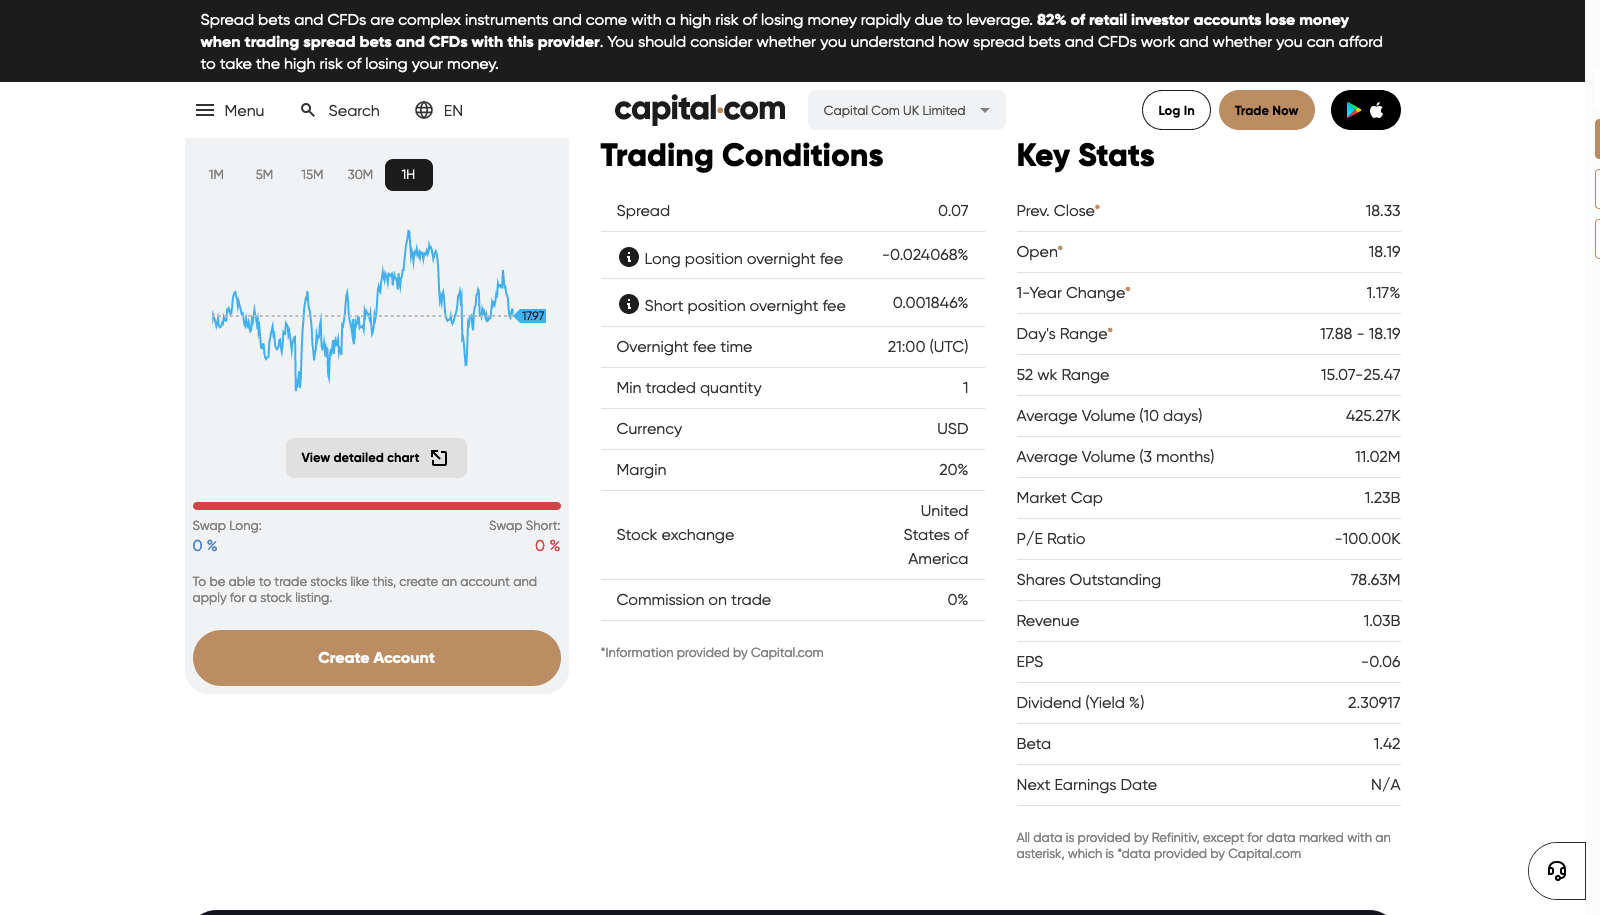 Spread bets and CFDs are complex instruments and come with a high risk of losing money rapidly due to leverage. 82% of retail investor accounts lose money
when trading spread bets and CFDs with this provider. You should consider whether you understand how spread bets and CFDs work and whether you can afford
to take the high risk of losing your money.
Menu Search EN capital.com Capital Com UK Limited Log In Trade Now
1M 5M 15M 30M 1H
17.97
View detailed chart
Swap Long: Swap Short:
0 % 0 %
To be able to trade stocks like this, create an account and
apply for a stock listing.
Create Account
Trading Conditions
Spread 0.07
Long position overnight fee -0.024068%
Short position overnight fee 0.001846%
Overnight fee time 21:00 (UTC)
Min traded quantity 1
Currency USD
Margin 20%
Stock exchange United
States of
America
Commission on trade 0%
*Information provided by Capital.com
Key Stats
Prev. Close* 18.33
Open* 18.19
1-Year Change* 1.17%
Day's Range* 17.88 - 18.19
52 wk Range 15.07-25.47
Average Volume (10 days) 425.27K
Average Volume (3 months) 11.02M
Market Cap 1.23B
P/E Ratio -100.00K
Shares Outstanding 78.63M
Revenue 1.03B
EPS -0.06
Dividend (Yield %) 2.30917
Beta 1.42
Next Earnings Date N/A
All data is provided by Refinitiv, except for data marked with an
asterisk, which is *data provided by Capital.com